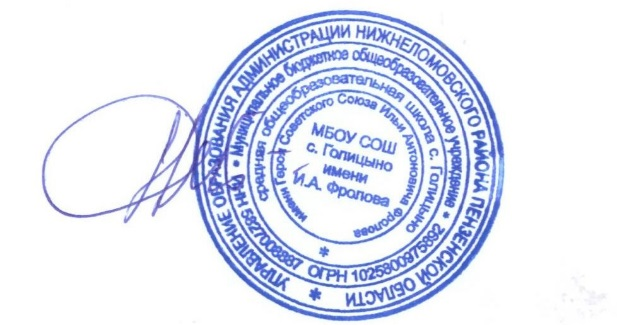 УПРАВЛЕНИЕ ОБРАЗОВАНИЯ АДМИНИСТРАЦИИ НИЖНЕЛОМОВСКОГО РАЙОНА ПЕНЗЕНСКОЙ ОБЛАСТИ *
• Муниципальное бюджетное общеобразовательное учреждение •
ИНН 5827008887 ОГРН 1025800975892
средняя общеобразовательная школа с. Голицыно
имени Героя Советского Союза Ильи Антоновича Фролова *
МБОУ СОШ
с. Голицыно
имени
И.А. Фролова